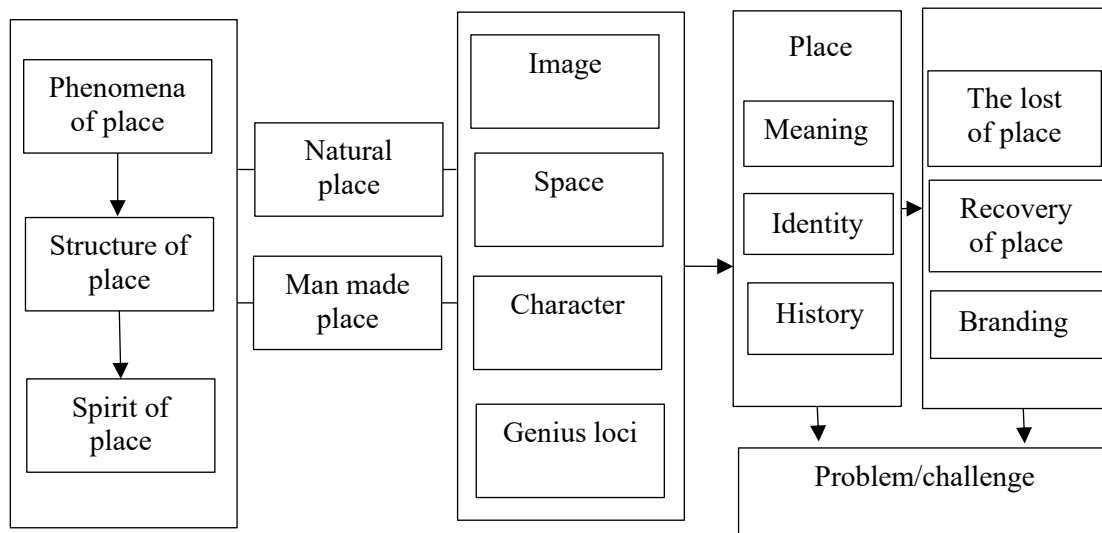 Phenomena
of place
Structure of
place
Spirit of
place
Natural
place
Man made
place
Image
Space
Character
Genius loci
Place
Meaning
Identity
History
The lost
of place
Recovery
of place
Branding
Problem/challenge